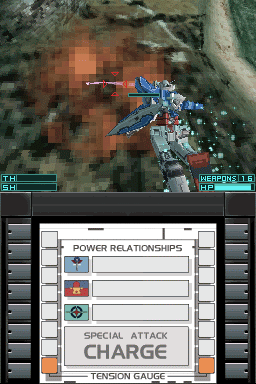 TH
SH
WEAPONS 16
HP
POWER RELATIONSHIPS
SPECIAL ATTACK
CHARGE
TENSION GAUGE